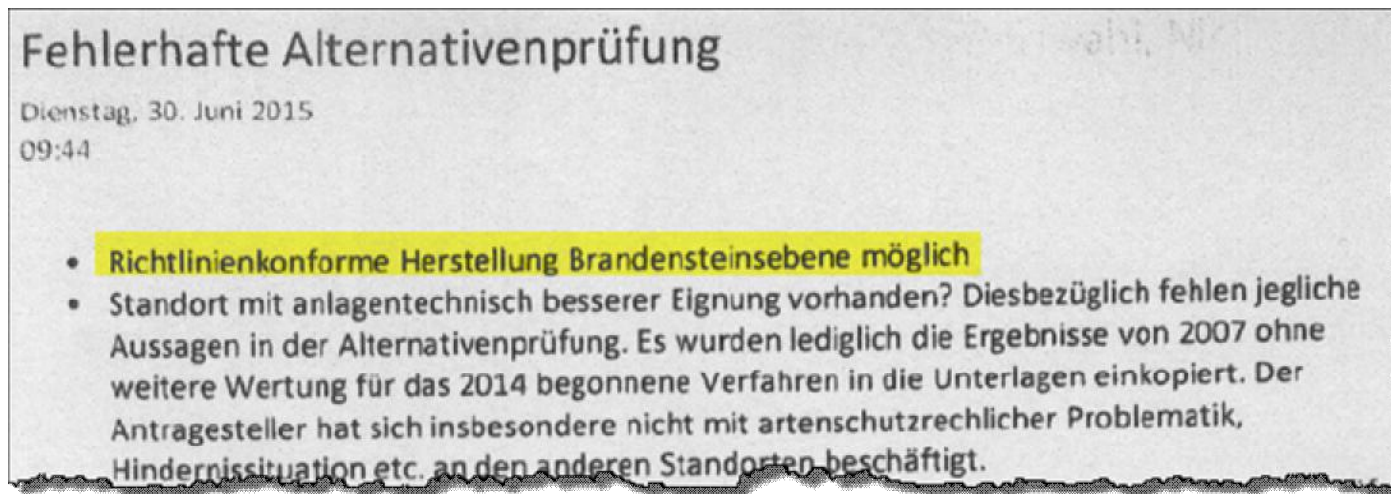 Fehlerhafte Alternativenprüfung
Dienstag, 30. Juni 2015
09:44
• Richtlinienkonforme Herstellung Brandensteinsebene möglich
• Standort mit anlagentechnisch besserer Eignung vorhanden? Diesbezüglich fehlen jegliche
Aussagen in der Alternativenprüfung. Es wurden lediglich die Ergebnisse von 2007 ohne
weitere Wertung für das 2014 begonnene Verfahren in die Unterlagen einkopiert. Der
Antragesteller hat sich insbesondere nicht mit artenschutzrechlicher Problematik,
Hindernissituation etc. an den anderen Standorten beschäftigt.